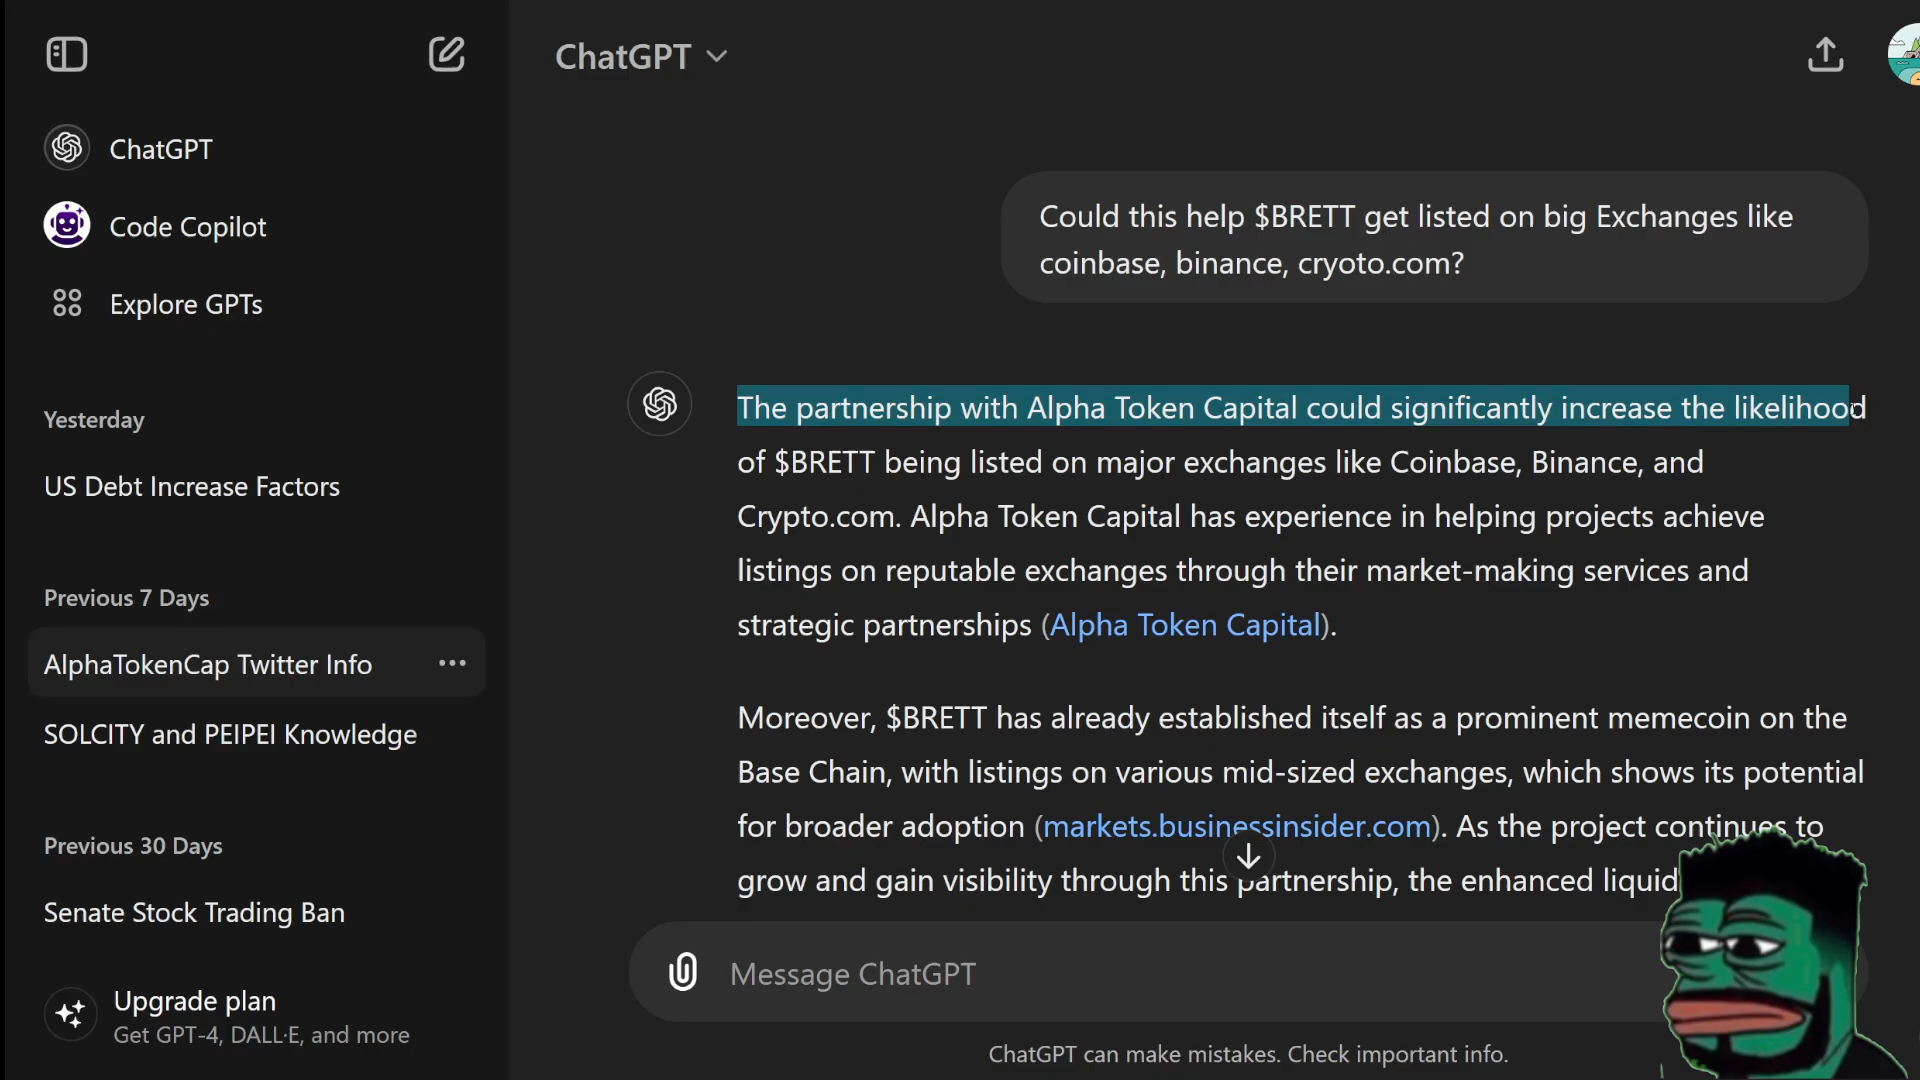 ChatGPT
ChatGPT
Code Copilot
Explore GPTs
Yesterday
US Debt Increase Factors
Previous 7 Days
AlphaTokenCap Twitter Info
SOLCITY and PEIPEI Knowledge
Previous 30 Days
Senate Stock Trading Ban
Upgrade plan
Get GPT-4, DALL·E, and more
Could this help $BRETT get listed on big Exchanges like
coinbase, binance, cryoto.com?
The partnership with Alpha Token Capital could significantly increase the likelihood
of $BRETT being listed on major exchanges like Coinbase, Binance, and
Crypto.com. Alpha Token Capital has experience in helping projects achieve
listings on reputable exchanges through their market-making services and
strategic partnerships (Alpha Token Capital).
Moreover, $BRETT has already established itself as a prominent memecoin on the
Base Chain, with listings on various mid-sized exchanges, which shows its potential
for broader adoption (markets.businessinsider.com). As the project continues to
grow and gain visibility through this partnership, the enhanced
Message ChatGPT
ChatGPT can make mistakes. Check important info.